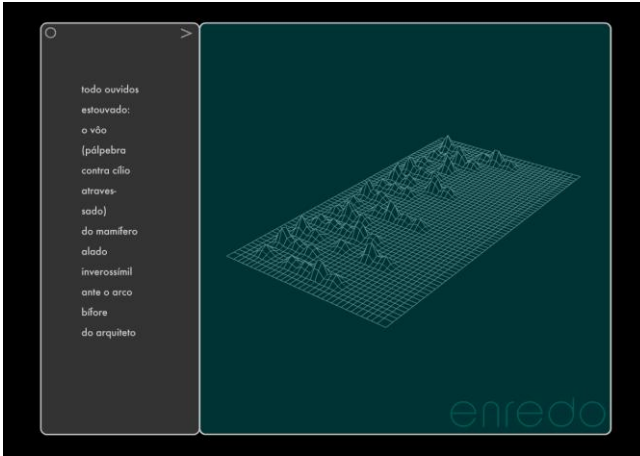 todo ouvidos
estouvado:
o vôo
(pálpebra
contra cílio
atraves-
sado)
do mamífero
alado
inverossímil
ante o arco
bífore
do arquiteto
enredo